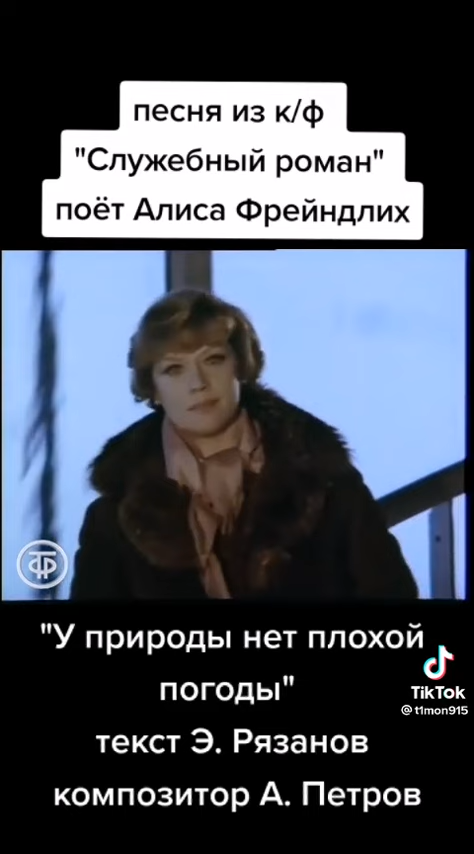 песня из к/ф
"Служебный роман"
поёт Алиса Фрейндлих
"У природы нет плохой
погоды"
TikTok
@t1mon915
текст Э. Рязанов
композитор А. Петров